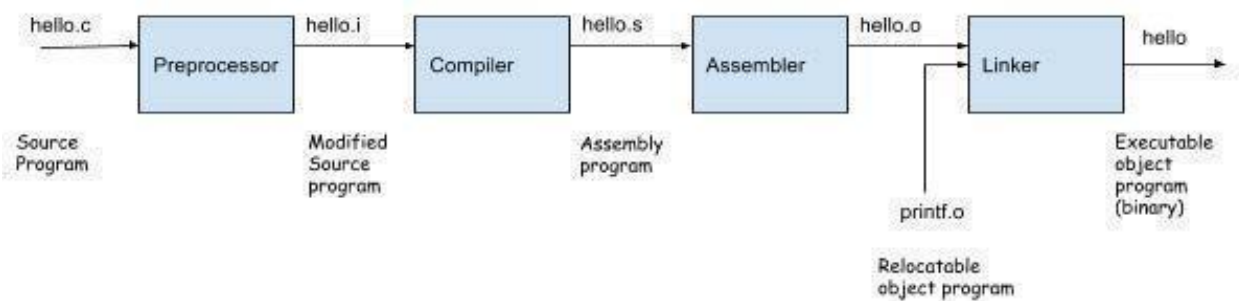 hello.c
hello.i
hello.s
hello.o
hello
Preprocessor
Compiler
Assembler
Linker
Source
Program
Modified
Source
program
Assembly
program
Executable
object
program
(binary)
printf.o
Relocatable
object program